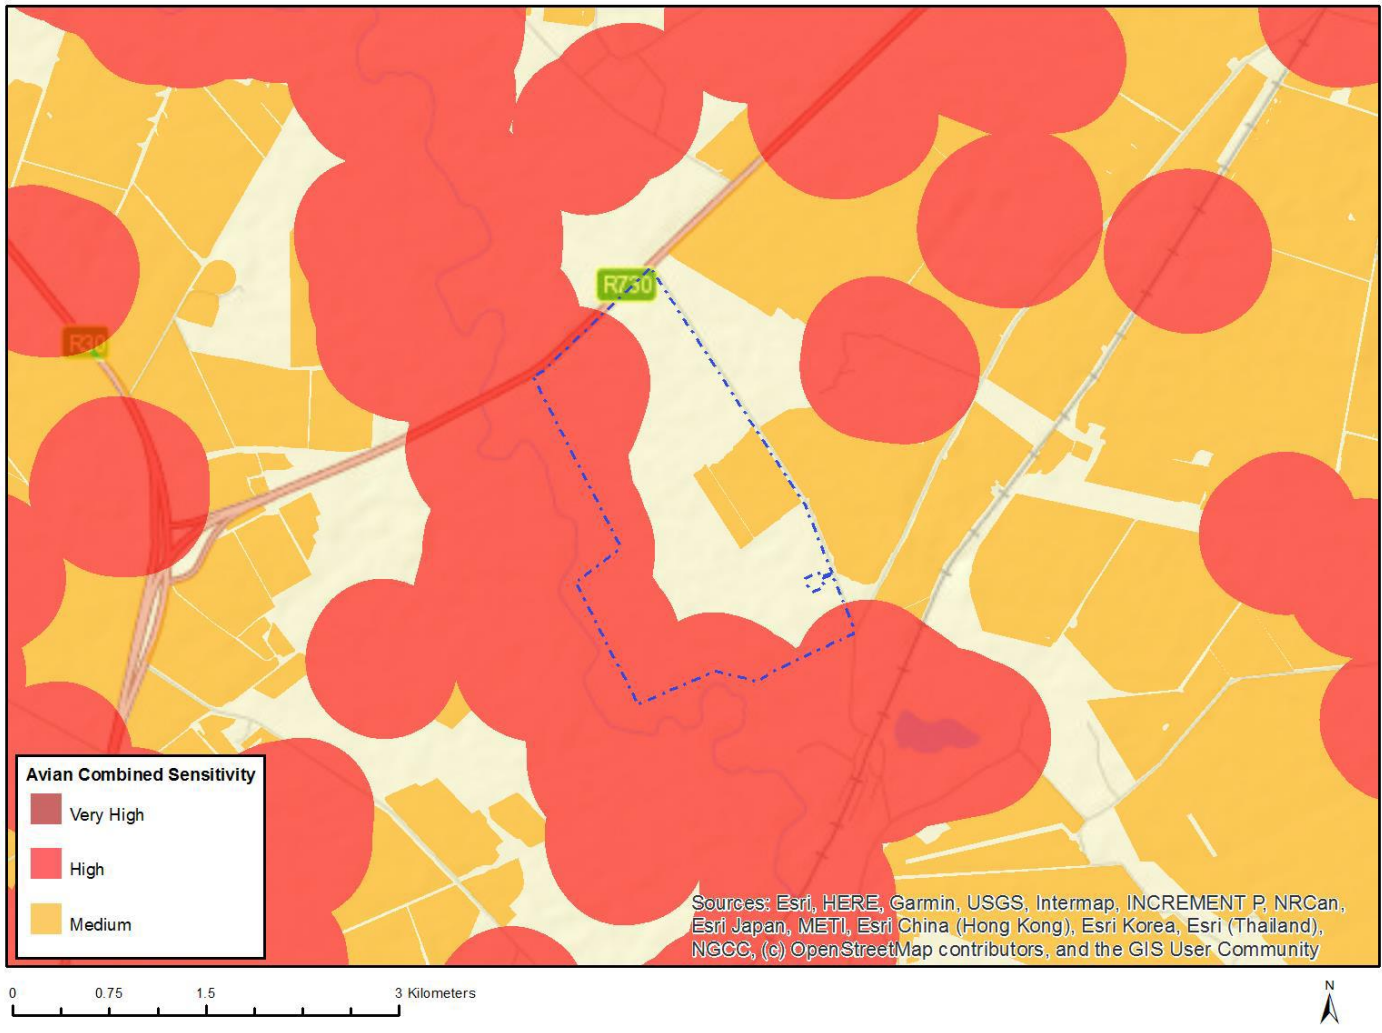 R730
R30
Avian Combined Sensitivity
Very High
High
Medium
Sources: Esri, HERE, Garmin, USGS, Intermap, INCREMENT P, NRCan,
Esri Japan, METI, Esri China (Hong Kong), Esri Korea, Esri (Thailand),
NGCC, (c) OpenStreetMap contributors, and the GIS User Community
0 0.75 1.5 3 Kilometers
N